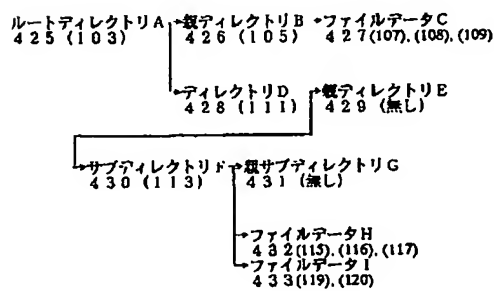 ルートディレクトリA 親ディレクトリB ファイルデータC
425(103) 426(105) 427(107),(108),(109)
ディレクトリD 親ディレクトリE
428(111) 429(無し)
サブディレクトリF 親サブディレクトリG
430(113) 431(無し)
ファイルデータH
432(115),(116),(117)
ファイルデータI
433(119),(120)